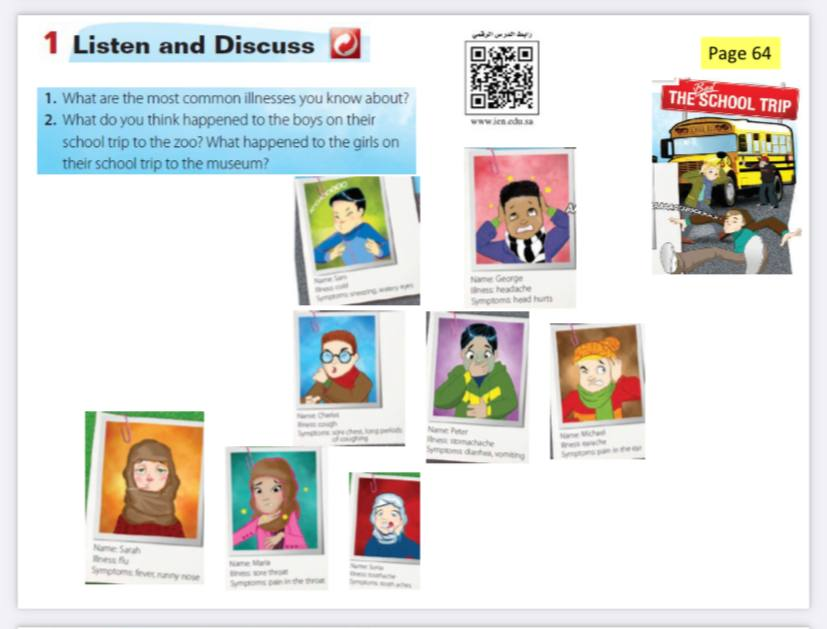 1 Listen and Discuss
رابط الدرس الرقمي
www.ien.edu.sa
Page 64
1. What are the most common illnesses you know about?
2. What do you think happened to the boys on their
school trip to the zoo? What happened to the girls on
their school trip to the museum?
Bad
THE SCHOOL TRIP
SCHOOL BUS
Name: Sam
Illness: cold
Symptoms: sneezing, watery eyes
Name: George
Illness: headache
Symptoms: head hurts
Name: Charles
Illness: cough
Symptoms: sore chest, long periods
of coughing
Name: Peter
Illness: stomachache
Symptoms: diarrhea, vomiting
Name: Michael
Illness: earache
Symptoms: pain in the ear
Name: Sarah
Illness: flu
Symptoms: fever, runny nose
Name: Maria
Illness: sore throat
Symptoms: pain in the throat
Name:
Illness: toothache
Symptoms: tooth aches